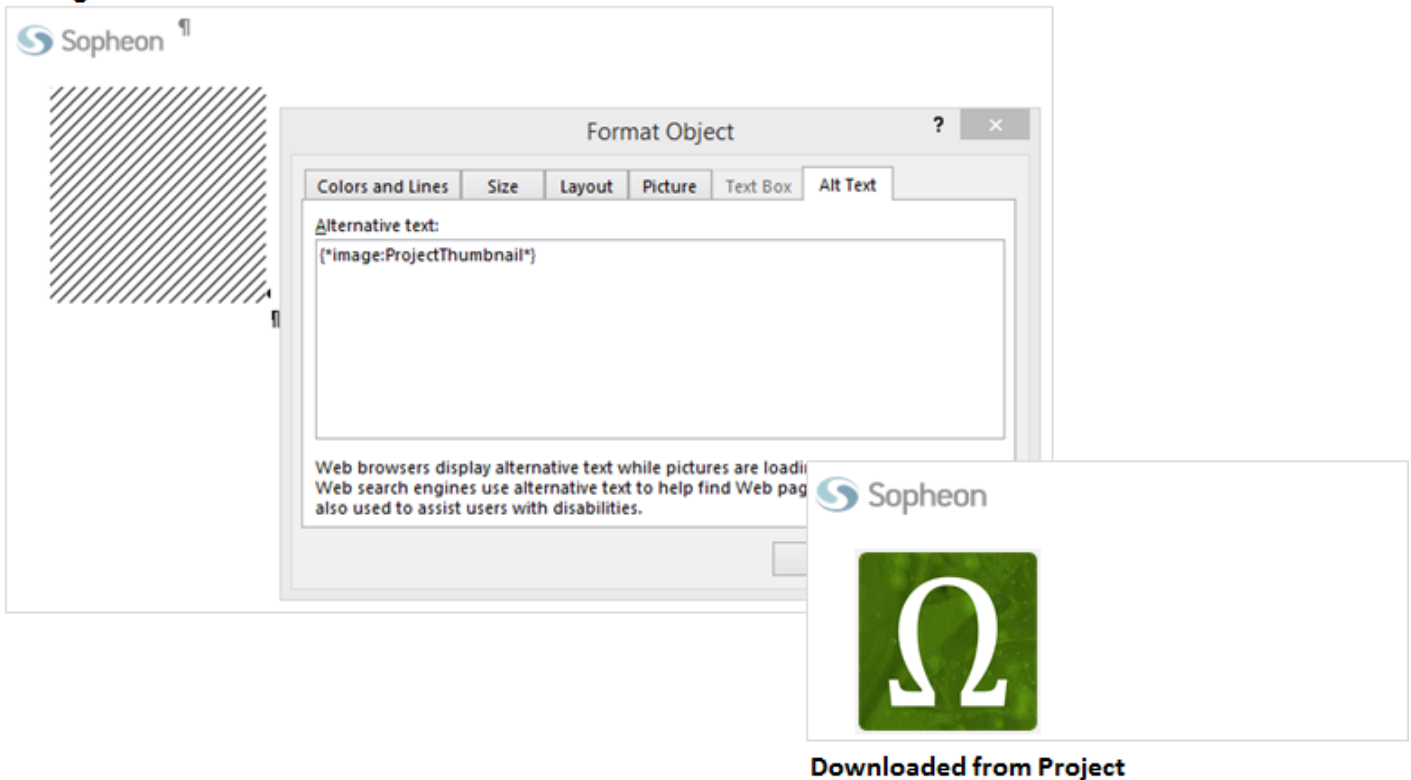 Sopheon ¶
Format Object ? ×
Colors and Lines Size Layout Picture Text Box Alt Text
Alternative text:
{*image:ProjectThumbnail*}
¶
Web browsers display alternative text while pictures are
Web search engines use alternative text to help find Web
also used to assist users with disabilities.
Sopheon
Ω
Downloaded from Project